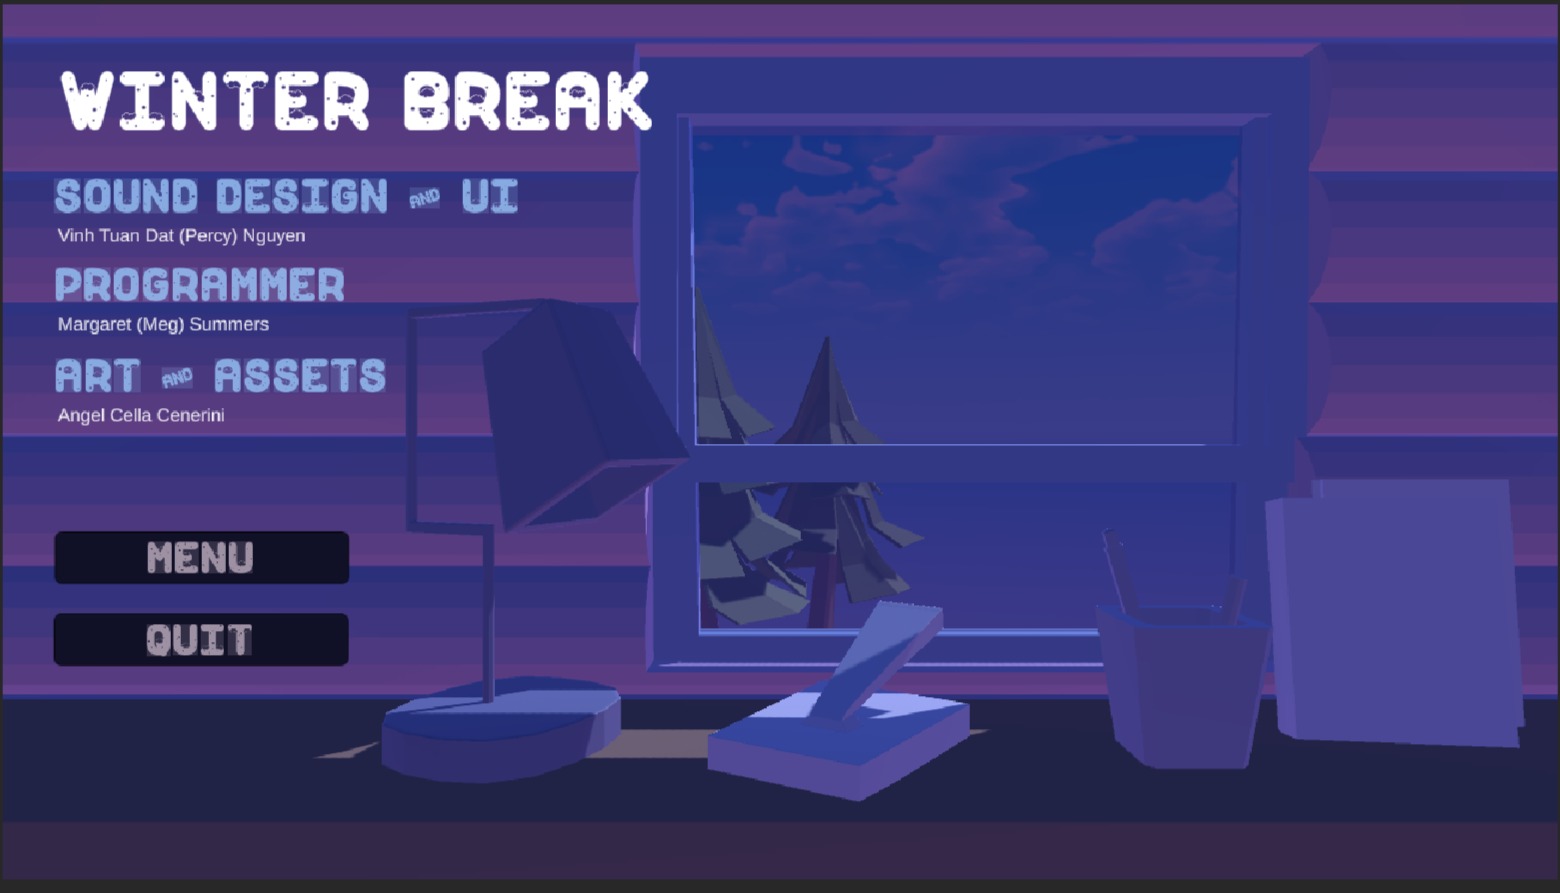 WINTER BREAK
SOUND DESIGN AND UI
Vinh Tuan Dat (Percy) Nguyen
PROGRAMMER
Margaret (Meg) Summers
ART AND ASSETS
Angel Cella Cenerini
MENU
QUIT